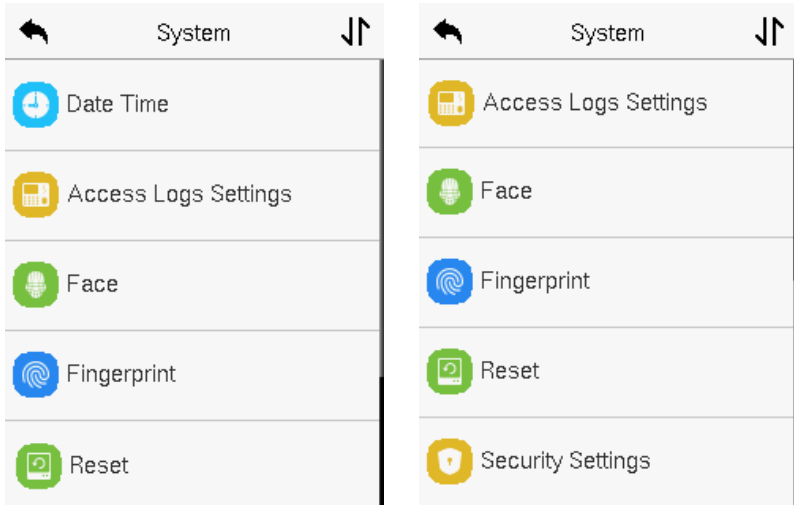 System
Date Time
Access Logs Settings
Face
Fingerprint
Reset
System
Access Logs Settings
Face
Fingerprint
Reset
Security Settings